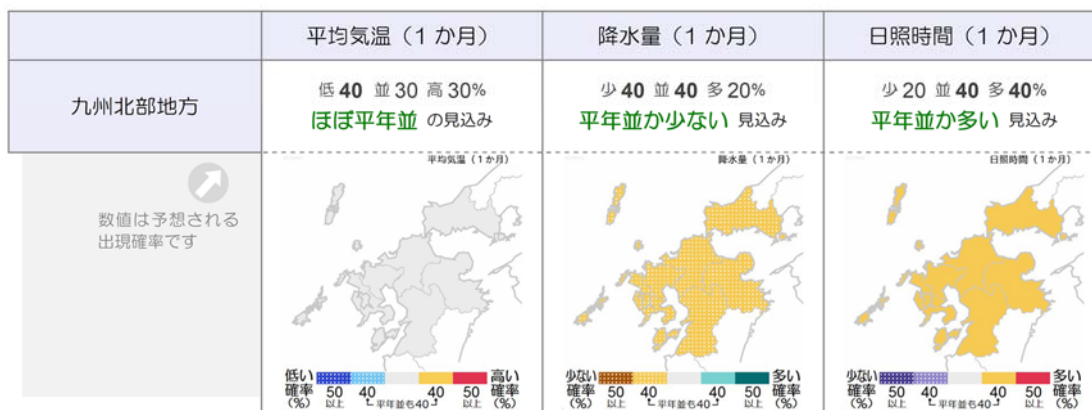 平均気温（1か月）
降水量（1か月）
日照時間（1か月）
九州北部地方
低 40 並 30 高 30%
ほぼ平年並 の見込み
少 40 並 40 多 20%
平年並か少ない 見込み
少 20 並 40 多 40%
平年並か多い 見込み
数値は予想される
出現確率です
平均気温（1か月）
降水量（1か月）
日照時間（1か月）
低い
確率
(%)
50
以上
40
平年並も40
40
50
以上
高い
確率
(%)
少ない
確率
(%)
50
以上
40
平年並も40
40
50
以上
多い
確率
(%)
少ない
確率
(%)
50
以上
40
平年並も40
40
50
以上
多い
確率
(%)